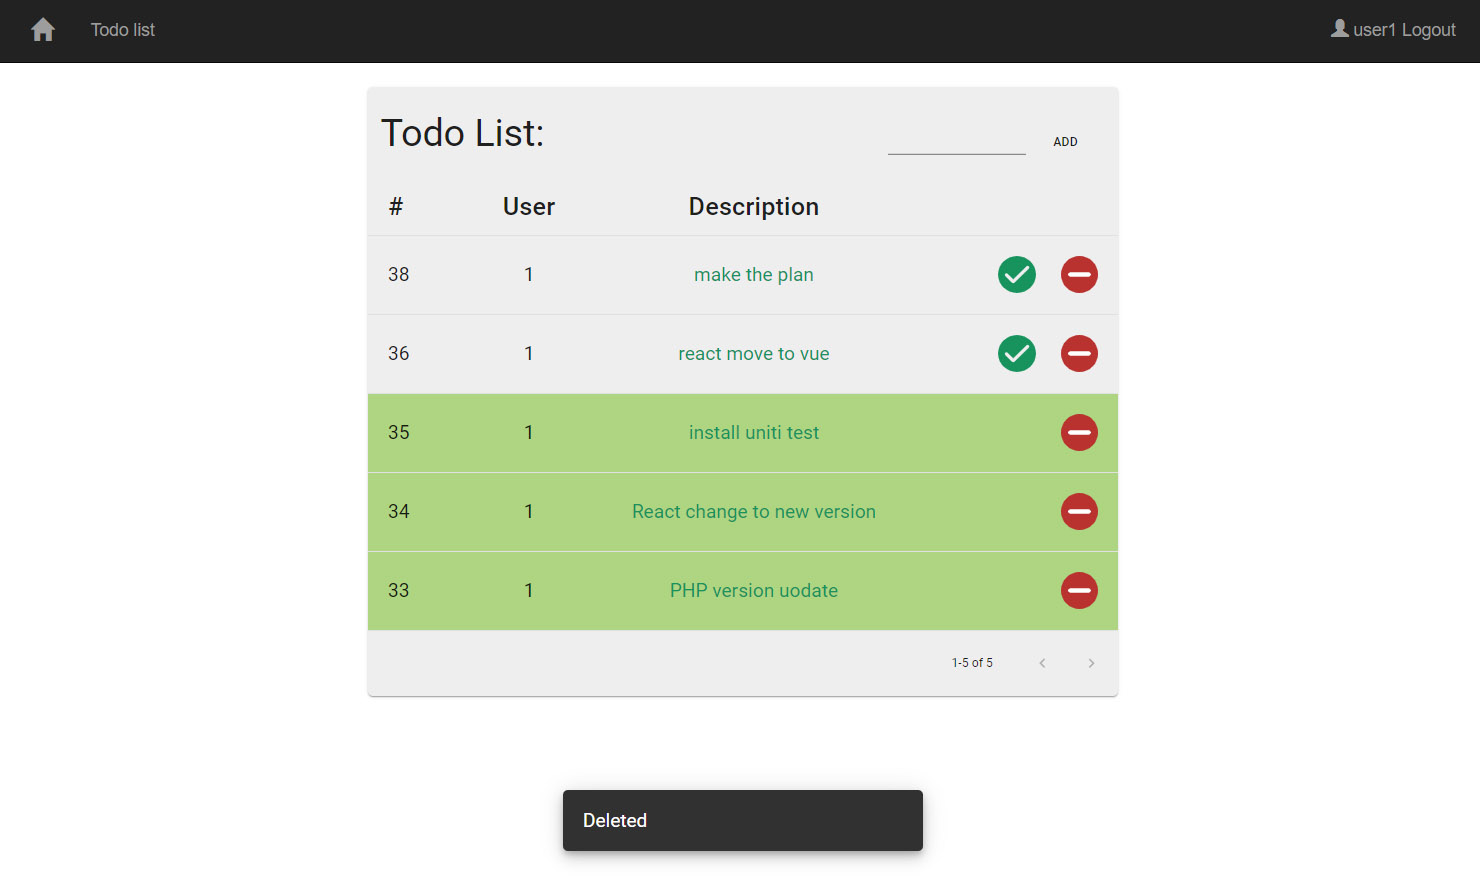 Todo list
user1 Logout
Todo List:
ADD
# User Description
38 1 make the plan
36 1 react move to vue
35 1 install uniti test
34 1 React change to new version
33 1 PHP version uodate
1-5 of 5
Deleted